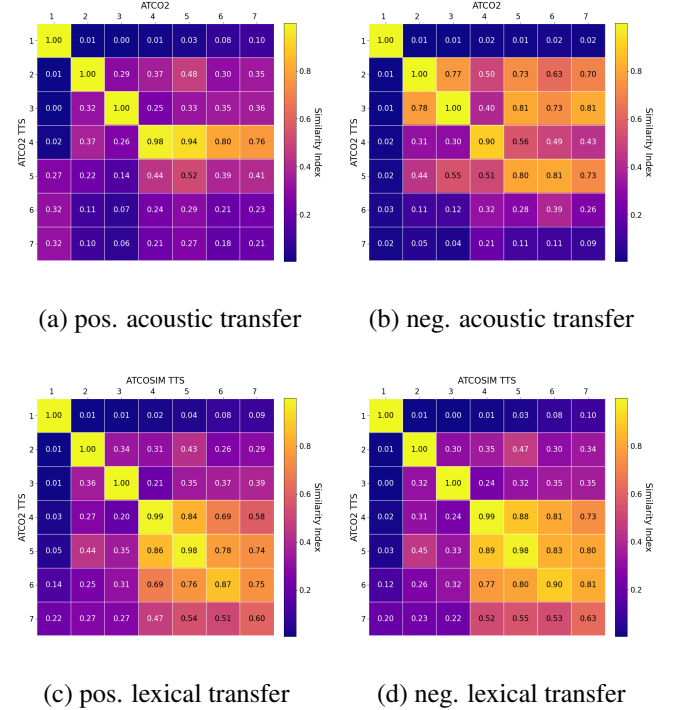 ATCO2
ATCO2
1 2 3 4 5 6 7
1 2 3 4 5 6 7
1 1.00 0.01 0.00 0.01 0.03 0.08 0.10
2 0.01 1.00 0.29 0.37 0.48 0.30 0.35
3 0.00 0.32 1.00 0.25 0.33 0.35 0.36
4 0.02 0.37 0.26 0.98 0.94 0.80 0.76
5 0.27 0.22 0.14 0.44 0.52 0.39 0.41
6 0.32 0.11 0.07 0.24 0.29 0.21 0.23
7 0.32 0.10 0.06 0.21 0.27 0.18 0.21
ATCO2 TTS
0.8
0.6
0.4
0.2
Similarity Index
1 1.00 0.02 0.01 0.02 0.01 0.02 0.02
2 0.01 1.00 0.77 0.50 0.73 0.63 0.70
3 0.01 0.78 1.00 0.40 0.81 0.73 0.81
4 0.02 0.31 0.30 0.90 0.56 0.49 0.43
5 0.02 0.44 0.55 0.51 0.80 0.81 0.73
6 0.03 0.11 0.12 0.32 0.28 0.39 0.26
7 0.02 0.05 0.04 0.21 0.11 0.11 0.09
ATCO2 TTS
0.8
0.6
0.4
0.2
Similarity Index
(a) pos. acoustic transfer
(b) neg. acoustic transfer
ATCOSIM TTS
ATCOSIM TTS
1 2 3 4 5 6 7
1 2 3 4 5 6 7
1 1.00 0.01 0.01 0.02 0.04 0.08 0.09
2 0.01 1.00 0.34 0.31 0.43 0.26 0.29
3 0.01 0.36 1.00 0.21 0.35 0.37 0.39
4 0.03 0.27 0.20 0.99 0.84 0.69 0.58
5 0.05 0.44 0.35 0.86 0.98 0.78 0.74
6 0.14 0.25 0.31 0.69 0.76 0.87 0.75
7 0.22 0.27 0.27 0.47 0.54 0.51 0.60
ATCO2 TTS
0.8
0.6
0.4
0.2
Similarity Index
1 1.00 0.01 0.00 0.01 0.03 0.08 0.10
2 0.01 1.00 0.30 0.35 0.47 0.30 0.34
3 0.00 0.32 1.00 0.24 0.32 0.35 0.35
4 0.02 0.31 0.24 0.99 0.88 0.81 0.73
5 0.03 0.45 0.33 0.89 0.98 0.83 0.80
6 0.12 0.26 0.32 0.77 0.80 0.90 0.81
7 0.20 0.23 0.22 0.52 0.55 0.53 0.63
ATCO2 TTS
0.8
0.6
0.4
0.2
Similarity Index
(c) pos. lexical transfer
(d) neg. lexical transfer